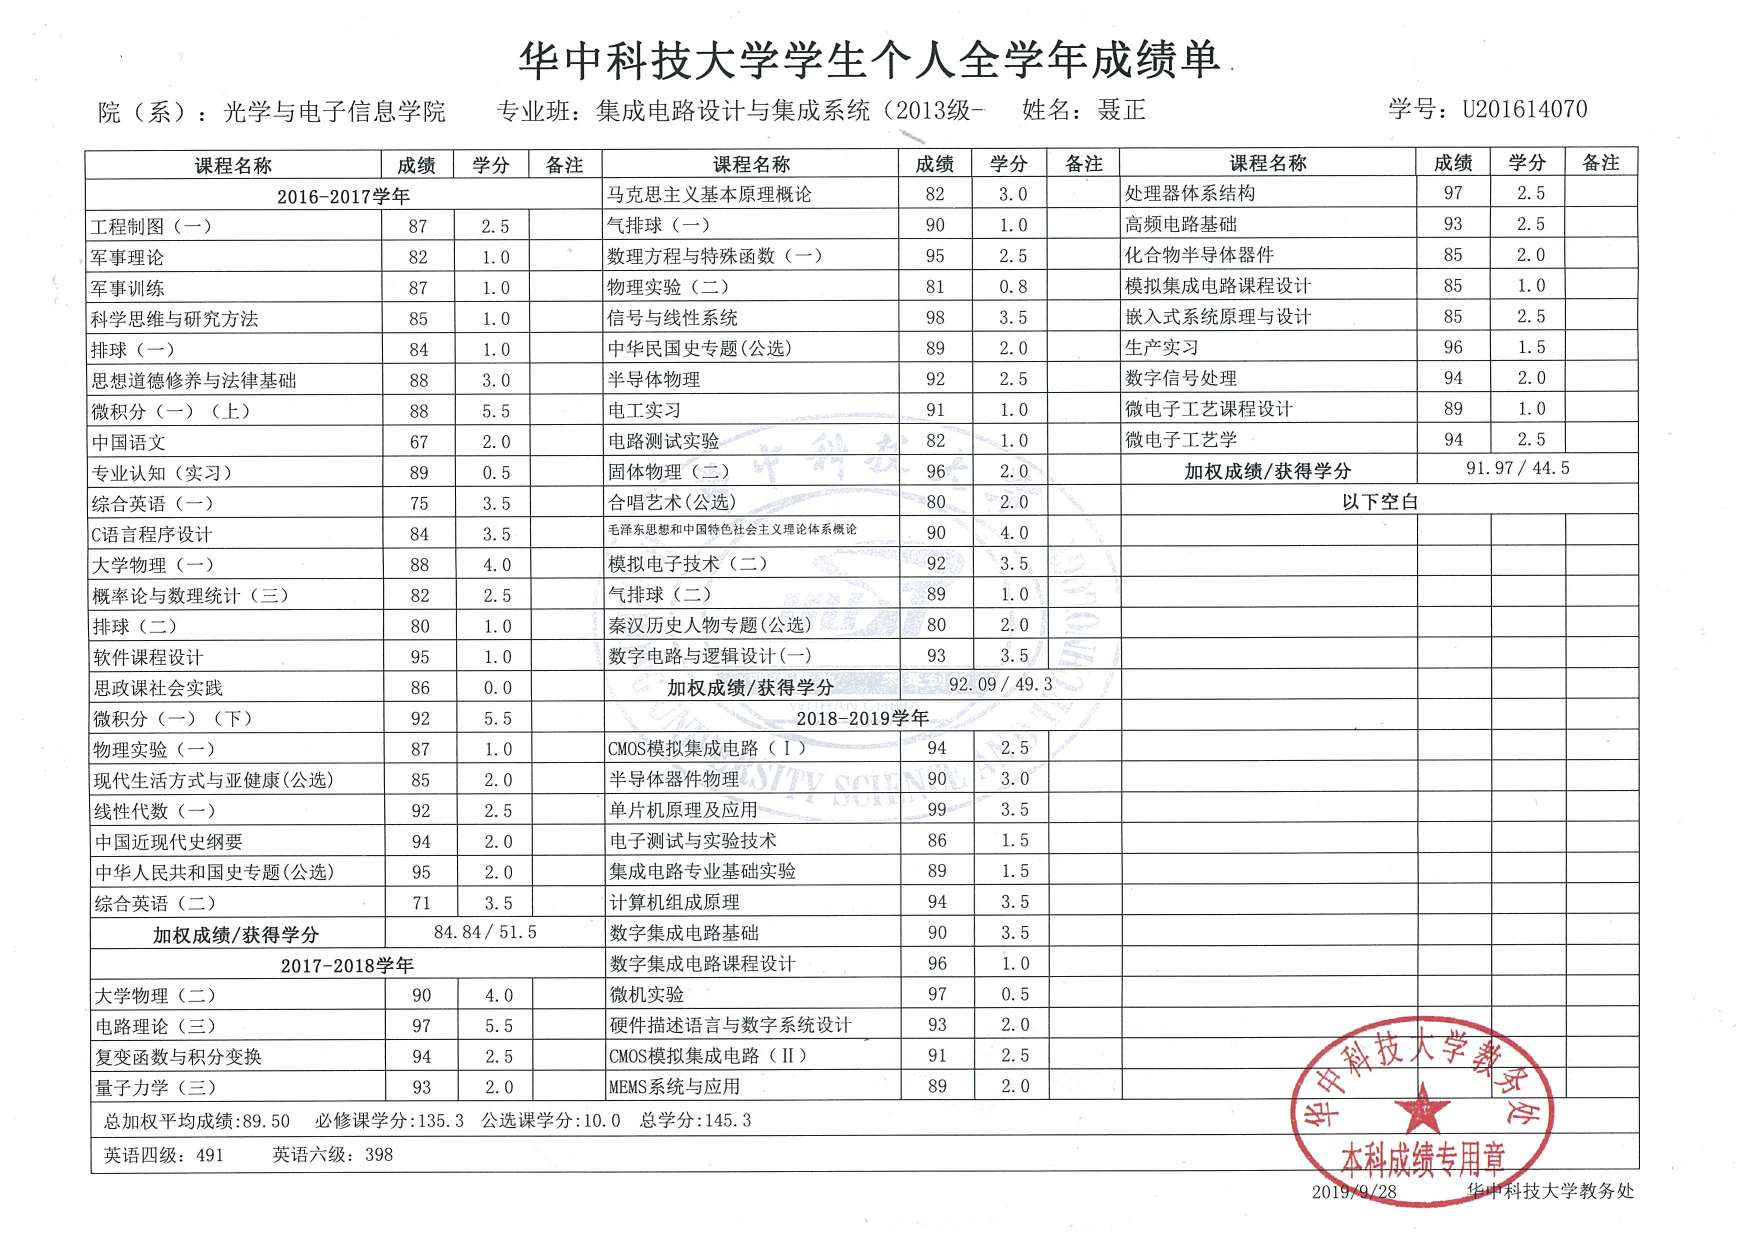 华中科技大学学生个人全学年成绩单
院（系）：光学与电子信息学院 专业班：集成电路设计与集成系统（2013级- 姓名：聂正 学号：U201614070
课程名称 成绩 学分 备注 课程名称 成绩 学分 备注 课程名称 成绩 学分 备注
2016-2017学年
工程制图（一） 87 2.5
军事理论 82 1.0
军事训练 87 1.0
科学思维与研究方法 85 1.0
排球（一） 84 1.0
思想道德修养与法律基础 88 3.0
微积分（一）（上） 88 5.5
中国语文 67 2.0
专业认知（实习） 89 0.5
综合英语（一） 75 3.5
C语言程序设计 84 3.5
大学物理（一） 88 4.0
概率论与数理统计（三） 82 2.5
排球（二） 80 1.0
软件课程设计 95 1.0
思政课社会实践 86 0.0
微积分（一）（下） 92 5.5
物理实验（一） 87 1.0
现代生活方式与亚健康(公选) 85 2.0
线性代数（一） 92 2.5
中国近现代史纲要 94 2.0
中华人民共和国史专题(公选) 95 2.0
综合英语（二） 71 3.5
加权成绩/获得学分 84.84/51.5
2017-2018学年
大学物理（二） 90 4.0
电路理论（三） 97 5.5
复变函数与积分变换 94 2.5
量子力学（三） 93 2.0
马克思主义基本原理概论 82 3.0
气排球（一） 90 1.0
数理方程与特殊函数（一） 95 2.5
物理实验（二） 81 0.8
信号与线性系统 98 3.5
中华民国史专题(公选) 89 2.0
半导体物理 92 2.5
电工实习 91 1.0
电路测试实验 82 1.0
固体物理（二） 96 2.0
合唱艺术(公选) 80 2.0
毛泽东思想和中国特色社会主义理论体系概论 90 4.0
模拟电子技术（二） 92 3.5
气排球（二） 89 1.0
秦汉历史人物专题(公选) 80 2.0
数字电路与逻辑设计(一) 93 3.5
加权成绩/获得学分 92.09/49.3
2018-2019学年
CMOS模拟集成电路（Ⅰ） 94 2.5
半导体器件物理 90 3.0
单片机原理及应用 99 3.5
电子测试与实验技术 86 1.5
集成电路专业基础实验 89 1.5
计算机组成原理 94 3.5
数字集成电路基础 90 3.5
数字集成电路课程设计 96 1.0
微机实验 97 0.5
硬件描述语言与数字系统设计 93 2.0
CMOS模拟集成电路（Ⅱ） 91 2.5
MEMS系统与应用 89 2.0
处理器体系结构 97 2.5
高频电路基础 93 2.5
化合物半导体器件 85 2.0
模拟集成电路课程设计 85 1.0
嵌入式系统原理与设计 85 2.5
生产实习 96 1.5
数字信号处理 94 2.0
微电子工艺课程设计 89 1.0
微电子工艺学 94 2.5
加权成绩/获得学分 91.97/44.5
以下空白
总加权平均成绩:89.50 必修课学分:135.3 公选课学分:10.0 总学分:145.3
英语四级：491 英语六级：398
华中科技大学教务处
本科成绩专用章
2019/9/28 华中科技大学教务处